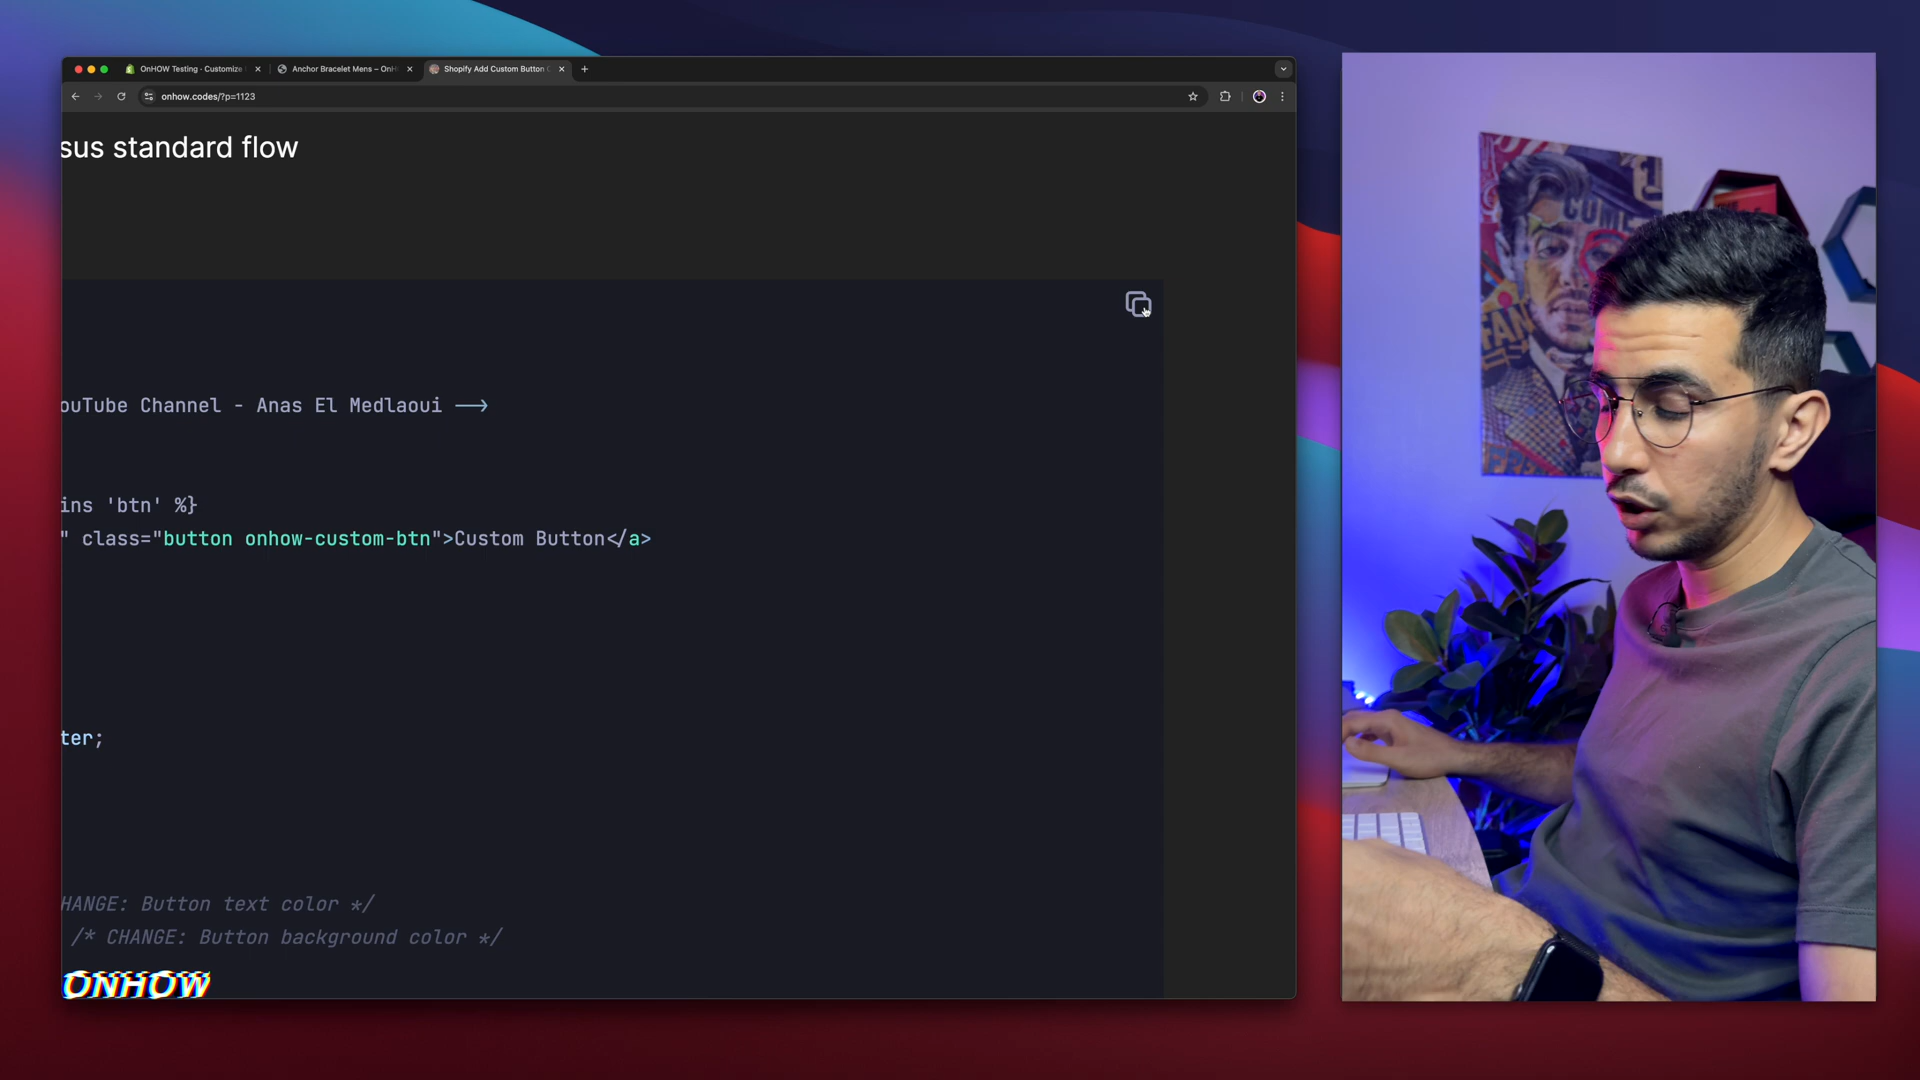 OnHOW Testing · Customize
Anchor Bracelet Mens – OnH
Shopify Add Custom Button
onhow.codes/?p=1123
sus standard flow
ouTube Channel - Anas El Medlaoui -->
ins 'btn' %}
" class="button onhow-custom-btn">Custom Button</a>
ter;
HANGE: Button text color */
/* CHANGE: Button background color */
ONHOW
COME
FAN